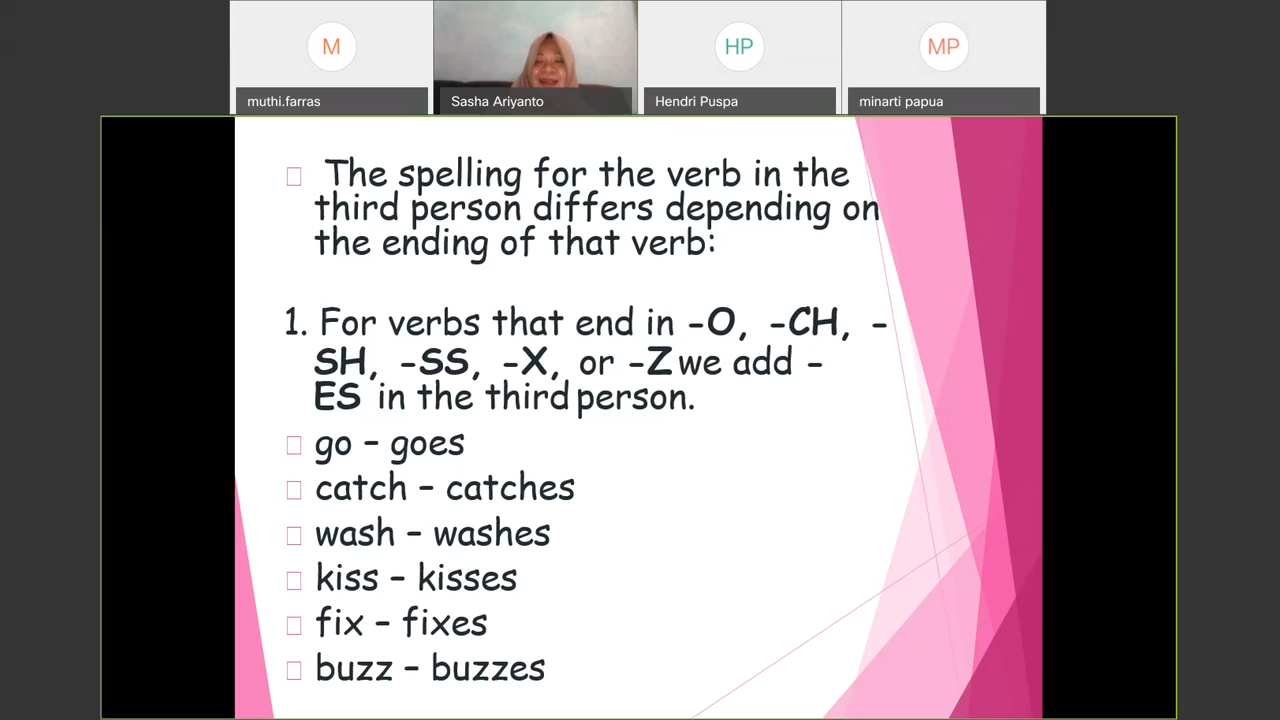 M
HP
MP
muthi.farras
Sasha Ariyanto
Hendri Puspa
minarti papua
The spelling for the verb in the
third person differs depending on
the ending of that verb:
1. For verbs that end in -O, -CH, -
SH, -SS, -X, or -Z we add -
ES in the third person.
go – goes
catch – catches
wash – washes
kiss – kisses
fix – fixes
buzz – buzzes